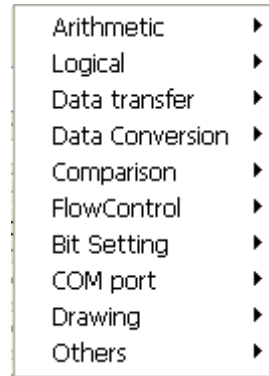 Arithmetic
Logical
Data transfer
Data Conversion
Comparison
FlowControl
Bit Setting
COM port
Drawing
Others